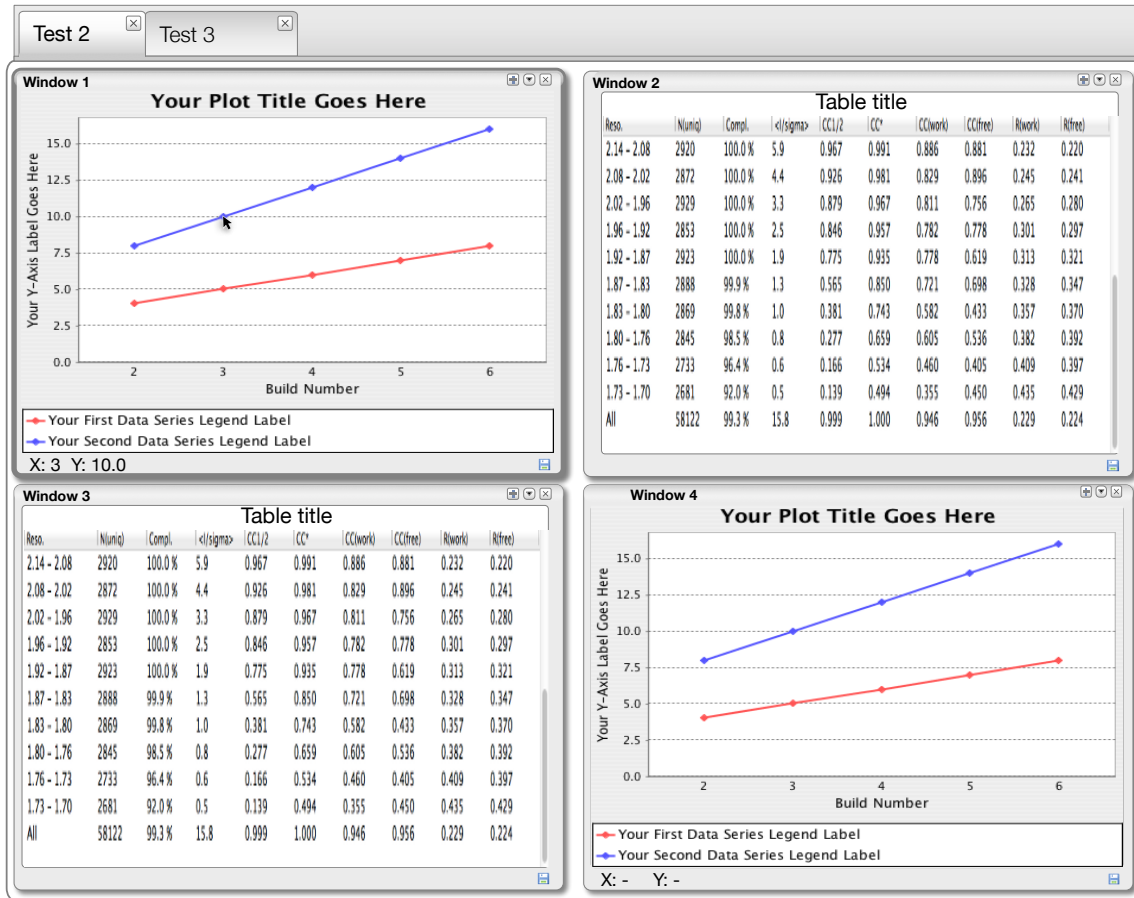 Test 2
Test 3
Window 1
Your Plot Title Goes Here
15.0
12.5
10.0
7.5
5.0
2.5
0.0
Your Y-Axis Label Goes Here
2 3 4 5 6
Build Number
Your First Data Series Legend Label
Your Second Data Series Legend Label
X: 3 Y: 10.0
Window 2
Table title
Reso. N(uniq) Compl. <I/sigma> CC1/2 CC* CC(work) CC(free) R(work) R(free)
2.14 - 2.08 2920 100.0 % 5.9 0.967 0.991 0.886 0.881 0.232 0.220
2.08 - 2.02 2872 100.0 % 4.4 0.926 0.981 0.829 0.896 0.245 0.241
2.02 - 1.96 2929 100.0 % 3.3 0.879 0.967 0.811 0.756 0.265 0.280
1.96 - 1.92 2853 100.0 % 2.5 0.846 0.957 0.782 0.778 0.301 0.297
1.92 - 1.87 2923 100.0 % 1.9 0.775 0.935 0.778 0.619 0.313 0.321
1.87 - 1.83 2888 99.9 % 1.3 0.565 0.850 0.721 0.698 0.328 0.347
1.83 - 1.80 2869 99.8 % 1.0 0.381 0.743 0.582 0.433 0.357 0.370
1.80 - 1.76 2845 98.5 % 0.8 0.277 0.659 0.605 0.536 0.382 0.392
1.76 - 1.73 2733 96.4 % 0.6 0.166 0.534 0.460 0.405 0.409 0.397
1.73 - 1.70 2681 92.0 % 0.5 0.139 0.494 0.355 0.450 0.435 0.429
All 58122 99.3 % 15.8 0.999 1.000 0.946 0.956 0.229 0.224
Window 3
Table title
Reso. N(uniq) Compl. <I/sigma> CC1/2 CC* CC(work) CC(free) R(work) R(free)
2.14 - 2.08 2920 100.0 % 5.9 0.967 0.991 0.886 0.881 0.232 0.220
2.08 - 2.02 2872 100.0 % 4.4 0.926 0.981 0.829 0.896 0.245 0.241
2.02 - 1.96 2929 100.0 % 3.3 0.879 0.967 0.811 0.756 0.265 0.280
1.96 - 1.92 2853 100.0 % 2.5 0.846 0.957 0.782 0.778 0.301 0.297
1.92 - 1.87 2923 100.0 % 1.9 0.775 0.935 0.778 0.619 0.313 0.321
1.87 - 1.83 2888 99.9 % 1.3 0.565 0.850 0.721 0.698 0.328 0.347
1.83 - 1.80 2869 99.8 % 1.0 0.381 0.743 0.582 0.433 0.357 0.370
1.80 - 1.76 2845 98.5 % 0.8 0.277 0.659 0.605 0.536 0.382 0.392
1.76 - 1.73 2733 96.4 % 0.6 0.166 0.534 0.460 0.405 0.409 0.397
1.73 - 1.70 2681 92.0 % 0.5 0.139 0.494 0.355 0.450 0.435 0.429
All 58122 99.3 % 15.8 0.999 1.000 0.946 0.956 0.229 0.224
Window 4
Your Plot Title Goes Here
15.0
12.5
10.0
7.5
5.0
2.5
0.0
Your Y-Axis Label Goes Here
2 3 4 5 6
Build Number
Your First Data Series Legend Label
Your Second Data Series Legend Label
X: - Y: -